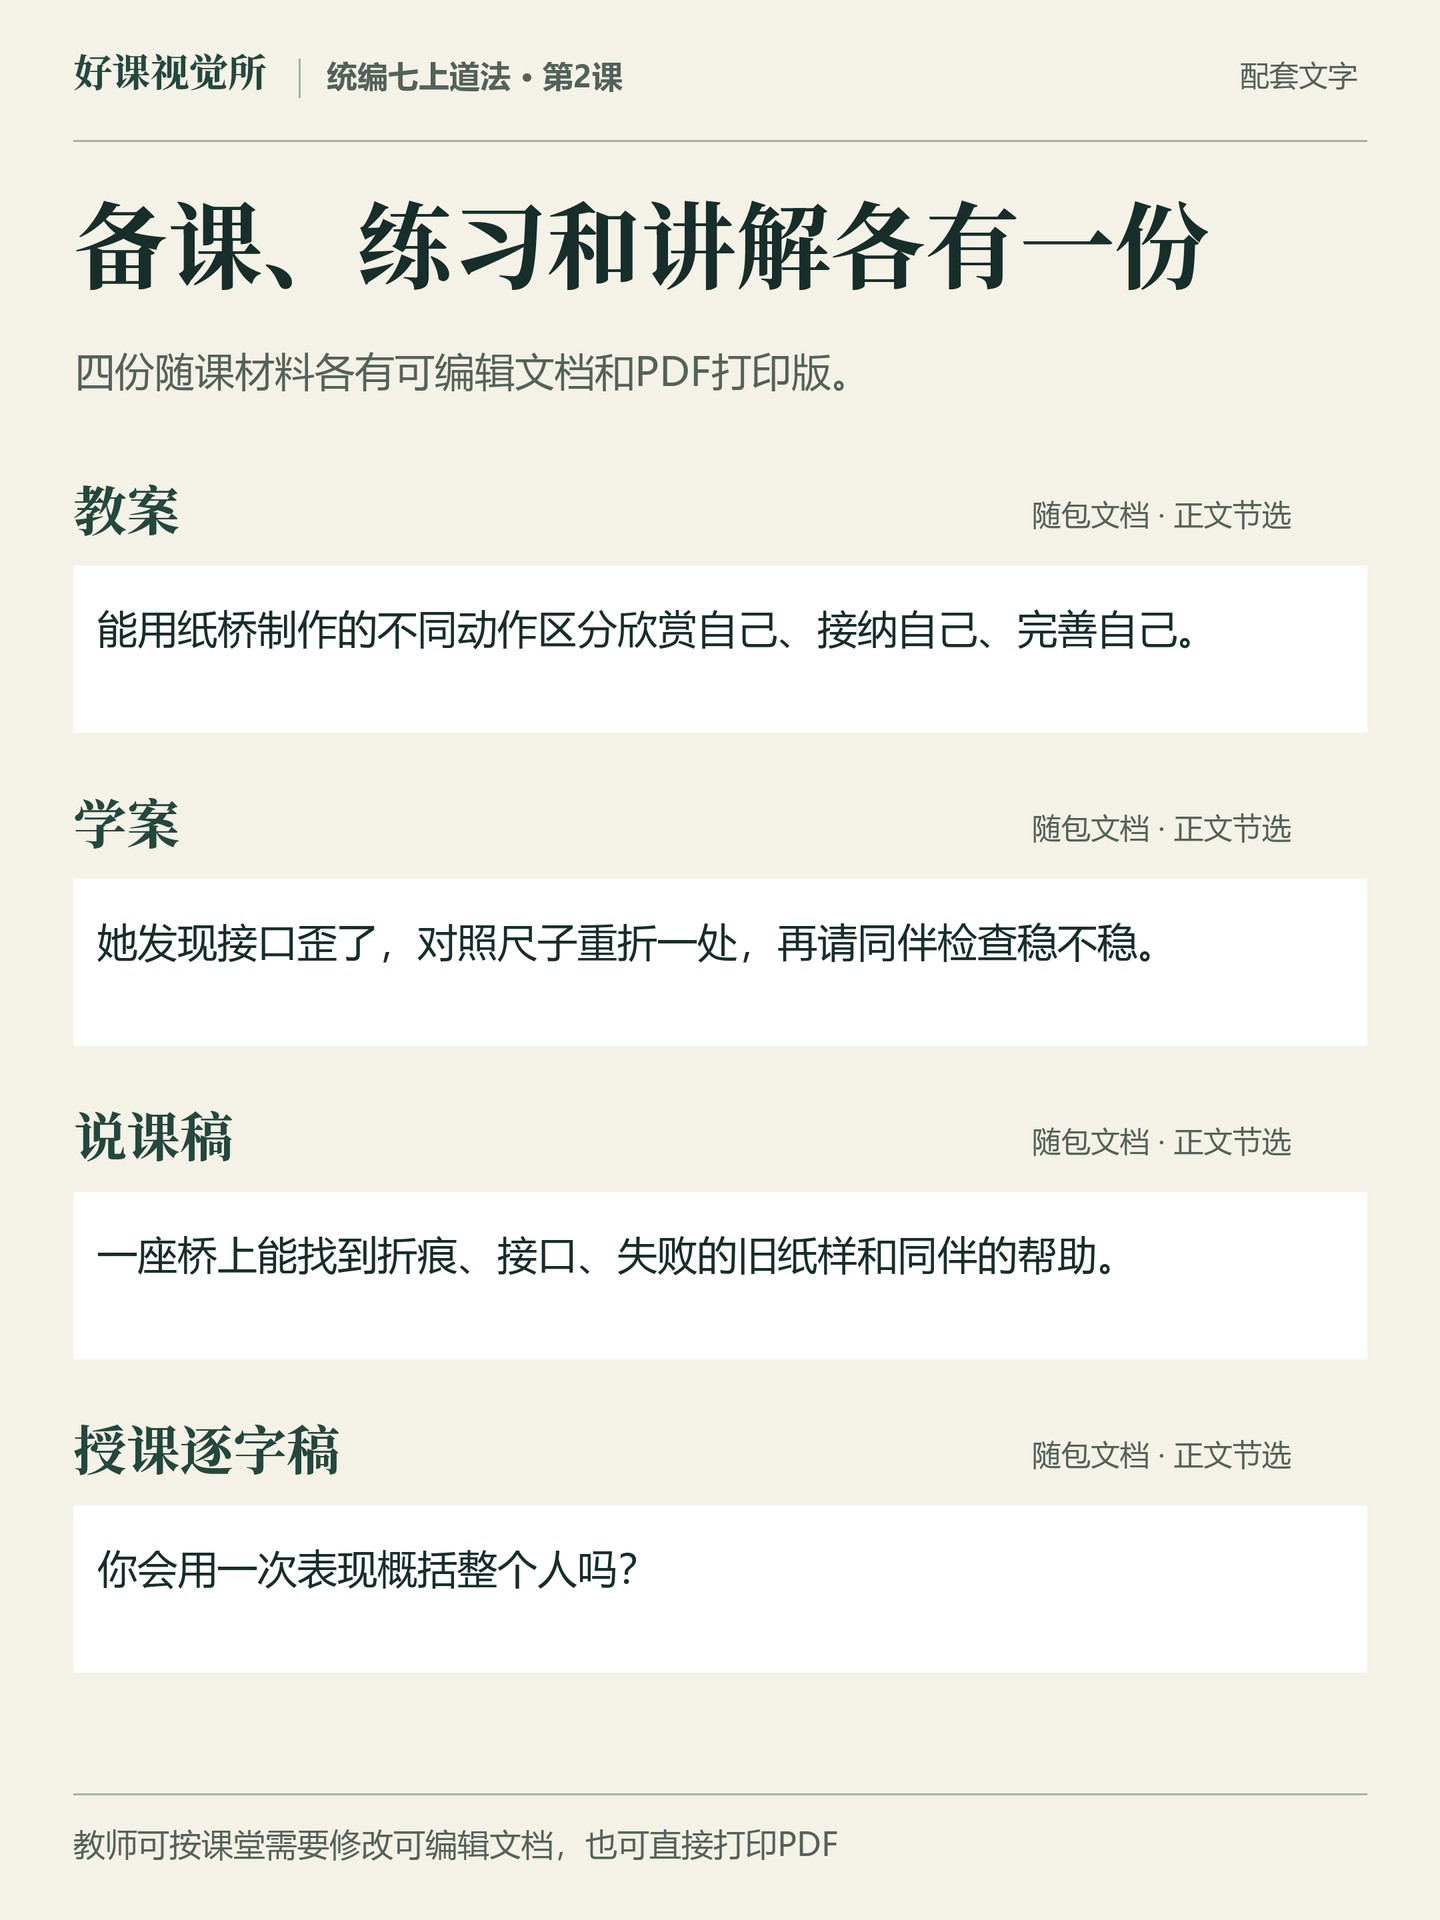 好课视觉所 统编七上道法·第2课 配套文字
备课、练习和讲解各有一份
四份随课材料各有可编辑文档和PDF打印版。
教案 随包文档·正文节选
能用纸桥制作的不同动作区分欣赏自己、接纳自己、完善自己。
学案 随包文档·正文节选
她发现接口歪了，对照尺子重折一处，再请同伴检查稳不稳。
说课稿 随包文档·正文节选
一座桥上能找到折痕、接口、失败的旧纸样和同伴的帮助。
授课逐字稿 随包文档·正文节选
你会用一次表现概括整个人吗？
教师可按课堂需要修改可编辑文档，也可直接打印PDF